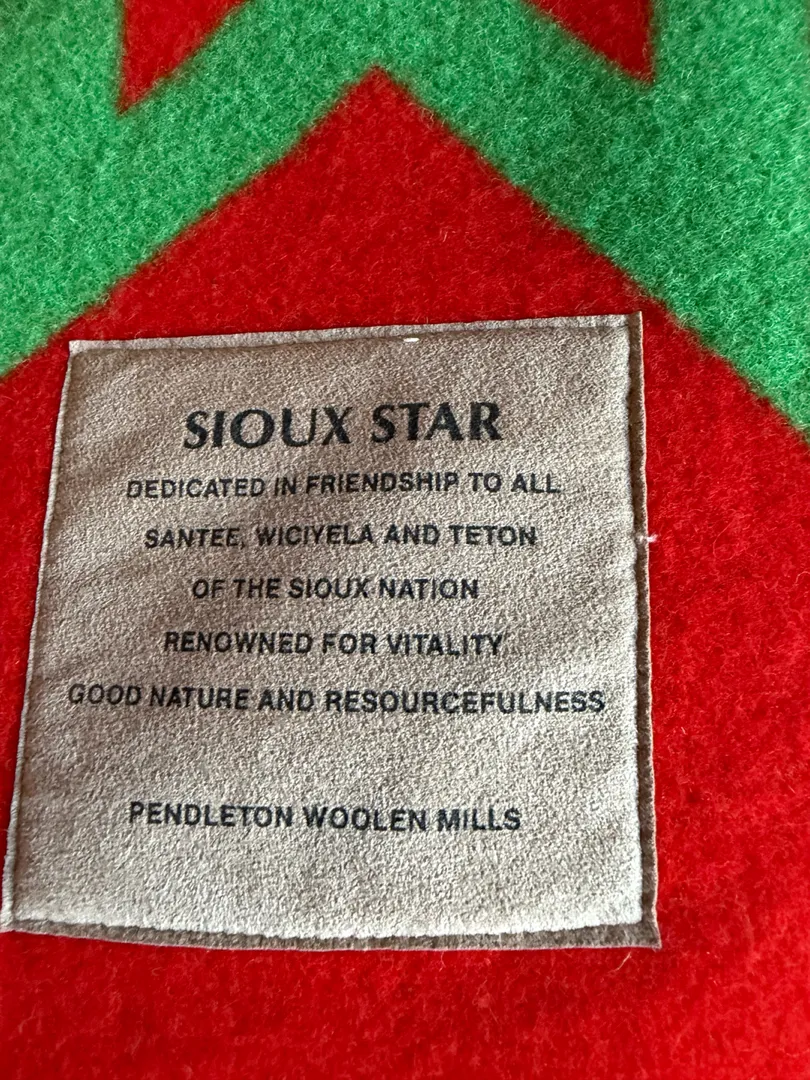 SIOUX STAR
DEDICATED IN FRIENDSHIP TO ALL
SANTEE, WICIYELA AND TETON
OF THE SIOUX NATION
RENOWNED FOR VITALITY
GOOD NATURE AND RESOURCEFULNESS
PENDLETON WOOLEN MILLS